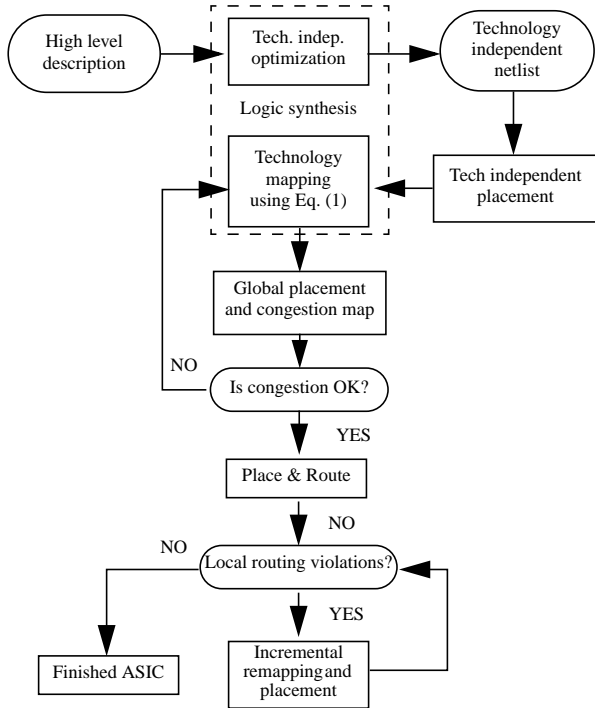 High level
description
Tech. indep.
optimization
Technology
independent
netlist
Logic synthesis
Technology
mapping
using Eq. (1)
Tech independent
placement
Global placement
and congestion map
NO
Is congestion OK?
YES
Place & Route
NO
NO
Local routing violations?
YES
Incremental
remapping and
placement
Finished ASIC